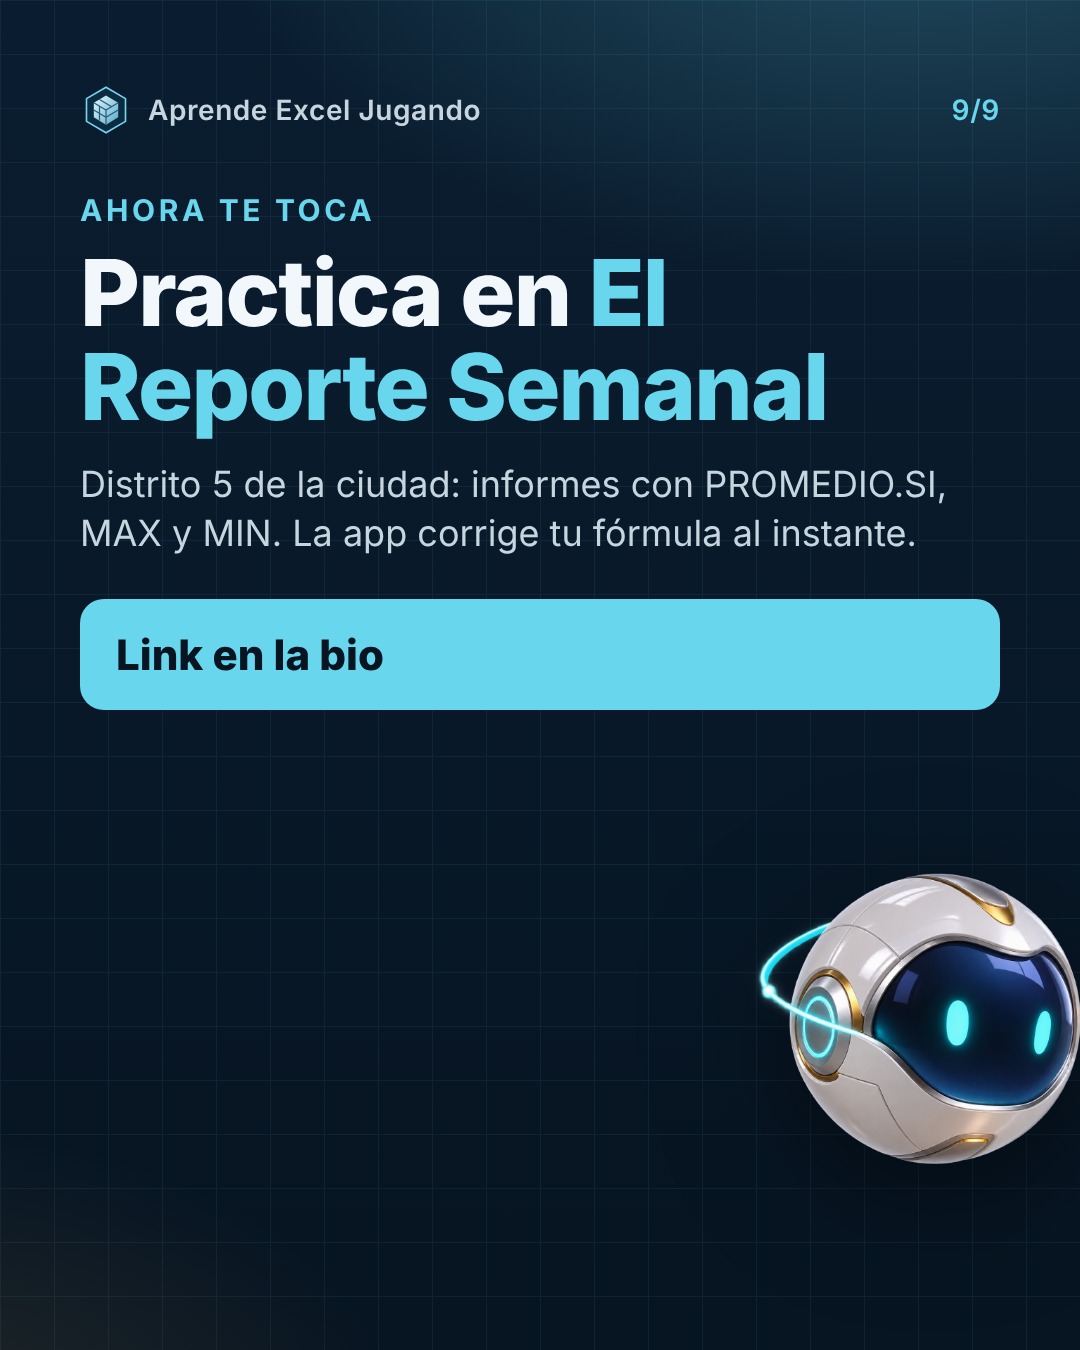 Aprende Excel Jugando
9/9
AHORA TE TOCA
Practica en El
Reporte Semanal
Distrito 5 de la ciudad: informes con PROMEDIO.SI,
MAX y MIN. La app corrige tu fórmula al instante.
Link en la bio